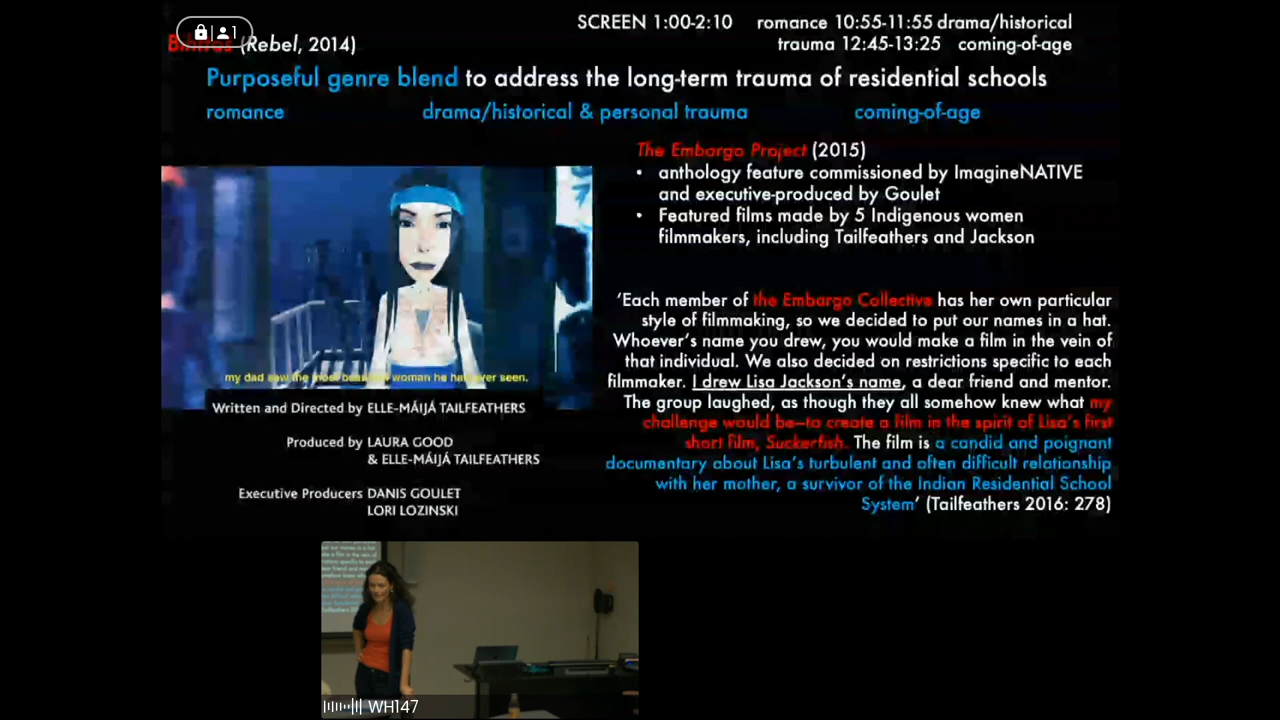 SCREEN 1:00-2:10 romance 10:55-11:55 drama/historical
trauma 12:45-13:25 coming-of-age
1
(Rebel, 2014)
Purposeful genre blend to address the long-term trauma of residential schools
romance drama/historical & personal trauma coming-of-age
my dad saw the most beautiful woman he had ever seen.
Written and Directed by ELLE-MÁIJÁ TAILFEATHERS
Produced by LAURA GOOD
& ELLE-MÁIJÁ TAILFEATHERS
Executive Producers DANIS GOULET
LORI LOZINSKI
The Embargo Project (2015)
• anthology feature commissioned by ImagineNATIVE
and executive-produced by Goulet
• Featured films made by 5 Indigenous women
filmmakers, including Tailfeathers and Jackson
‘Each member of the Embargo Collective has her own particular
style of filmmaking, so we decided to put our names in a hat.
Whoever’s name you drew, you would make a film in the vein of
that individual. We also decided on restrictions specific to each
filmmaker. I drew Lisa Jackson’s name, a dear friend and mentor.
The group laughed, as though they all somehow knew what my
challenge would be—to create a film in the spirit of Lisa’s first
short film, Suckerfish. The film is a candid and poignant
documentary about Lisa’s turbulent and often difficult relationship
with her mother, a survivor of the Indian Residential School
System’ (Tailfeathers 2016: 278)
WH147